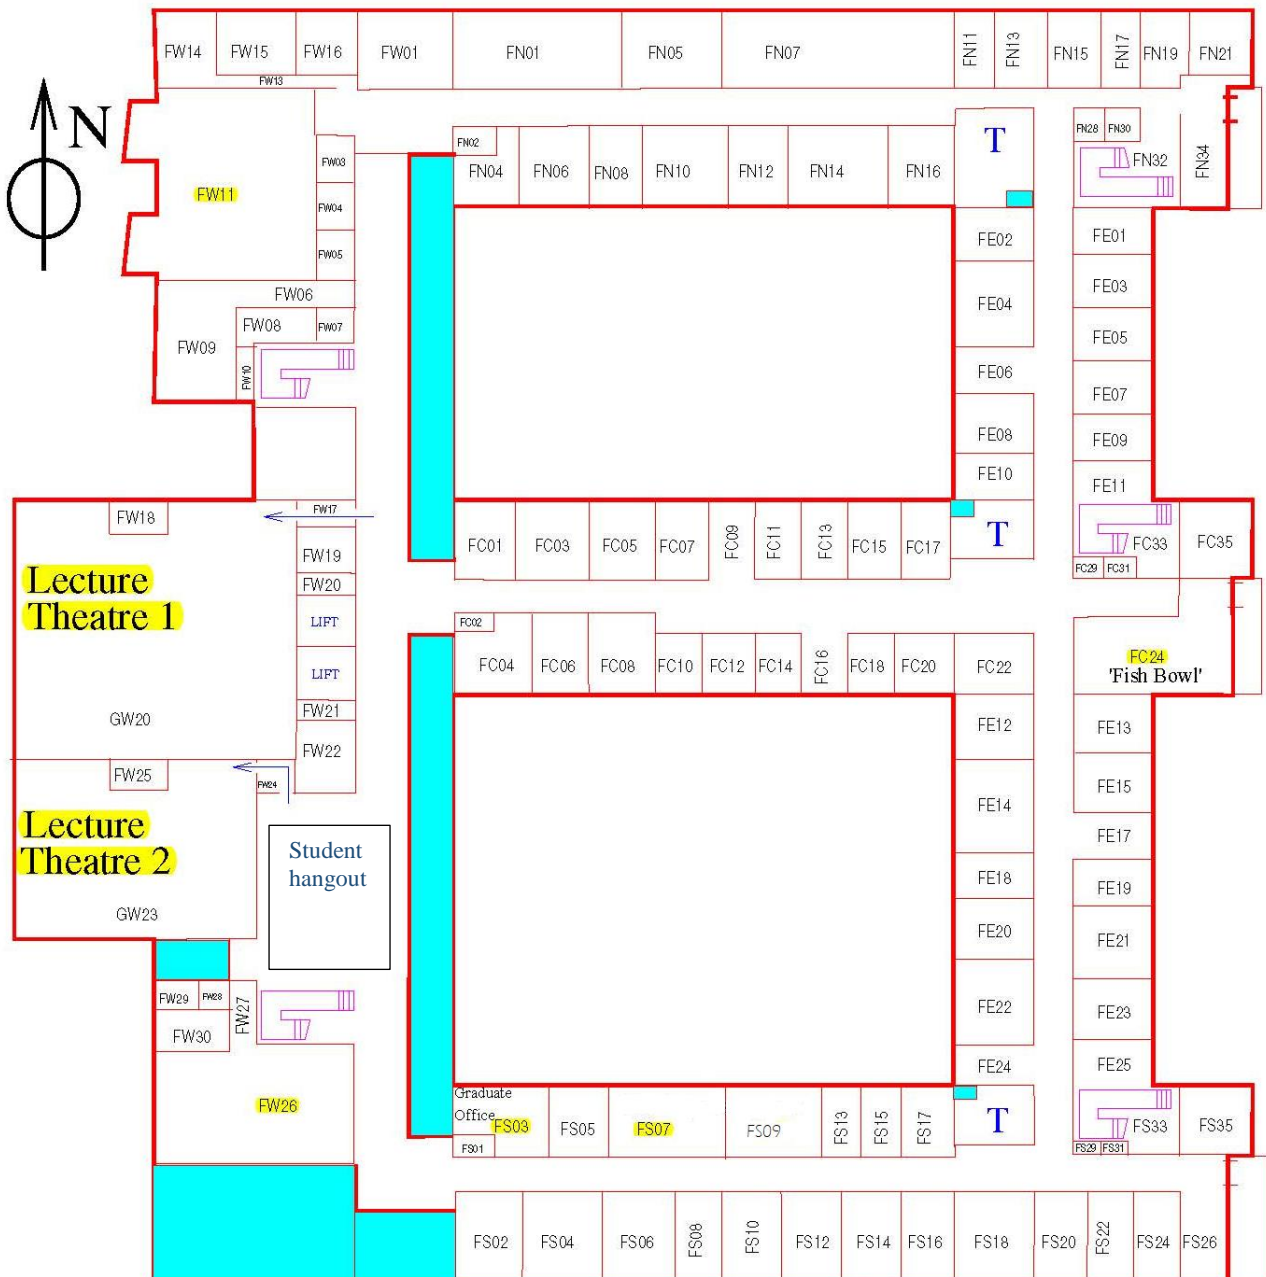 FW14 FW15 FW16 FW01 FN01 FN05 FN07 FN11 FN13 FN15 FN17 FN19 FN21
FW13
N
FW11
FW03
FW04
FW05
FN02
FN04 FN06 FN08 FN10 FN12 FN14 FN16
T
FN28 FN30
FN32
FN34
FW06
FW08 FW07
FW09
FW10
FE02 FE01
FE04 FE03
FE05
FE06
FE07
FE08 FE09
FE10
FE11
FW18
FW17
FW19
FW20
LIFT
LIFT
FW21
FW22
Lecture
Theatre 1
GW20
FC01 FC03 FC05 FC07 FC09 FC11 FC13 FC15 FC17
T
FC33 FC35
FC29 FC31
FC02
FC04 FC06 FC08 FC10 FC12 FC14 FC16 FC18 FC20 FC22
FC24
'Fish Bowl'
FW25
FW24
Lecture
Theatre 2
GW23
Student
hangout
FE12 FE13
FE14 FE15
FE17
FE18 FE19
FE20 FE21
FE22 FE23
FE24 FE25
FW29 FW28
FW27
FW30
FW26
Graduate
Office
FS03 FS05 FS07 FS09 FS13 FS15 FS17
FS01
T
FS33 FS35
FS29 FS31
FS02 FS04 FS06 FS08 FS10 FS12 FS14 FS16 FS18 FS20 FS22 FS24 FS26